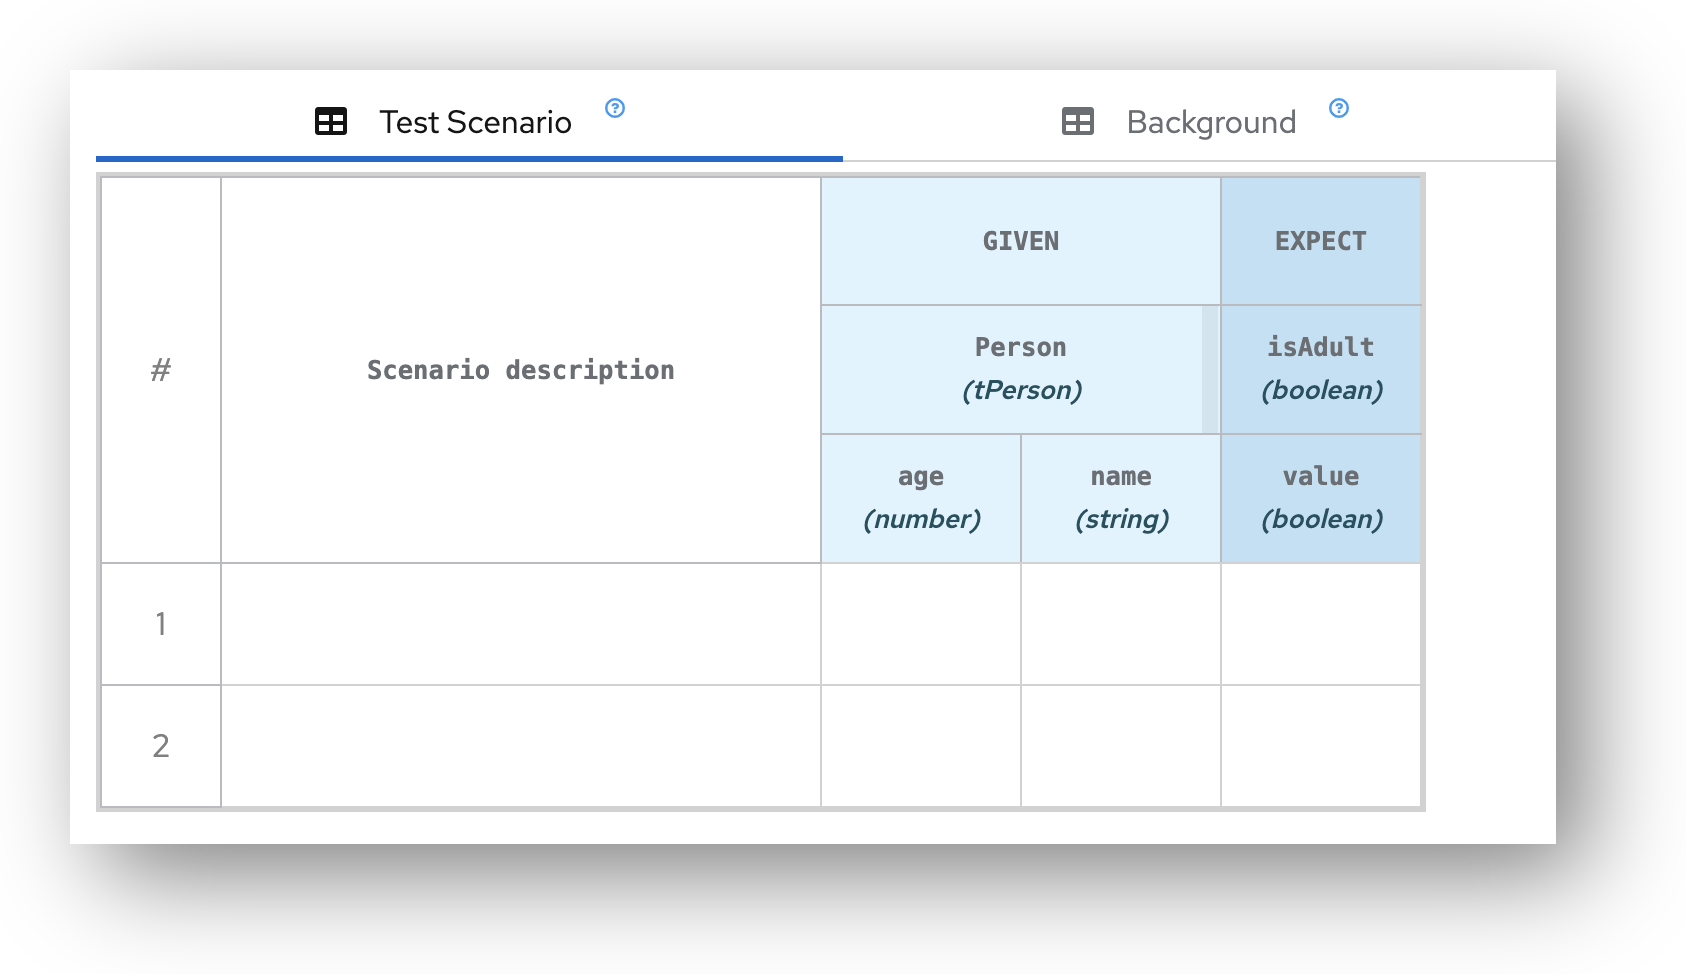 Test Scenario ?
Background ?
#
Scenario description
GIVEN
EXPECT
Person
(tPerson)
isAdult
(boolean)
age
(number)
name
(string)
value
(boolean)
1
2